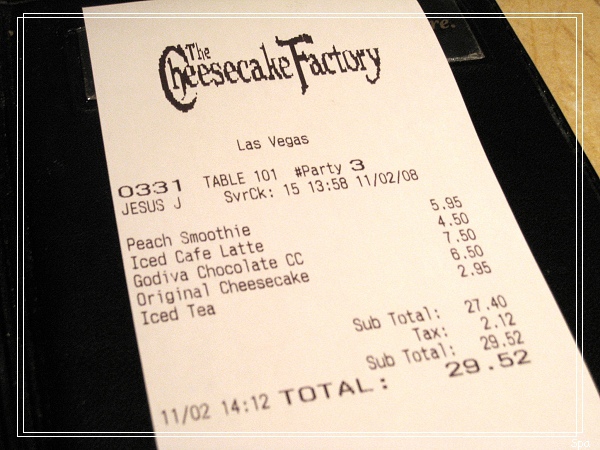 re.
The
Cheesecake Factory
Las Vegas
0331 TABLE 101 #Party 3
JESUS J SvrCk: 15 13:58 11/02/08
Peach Smoothie 5.95
Iced Cafe Latte 4.50
Godiva Chocolate CC 7.50
Original Cheesecake 6.50
Iced Tea 2.95
Sub Total: 27.40
Tax: 2.12
Sub Total: 29.52
11/02 14:12 TOTAL: 29.52